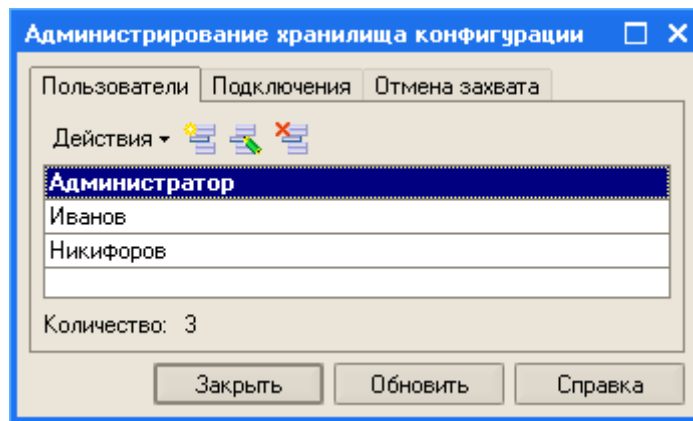 Администрирование хранилища конфигурации
Пользователи Подключения Отмена захвата
Действия
Администратор
Иванов
Никифоров
Количество: 3
Закрыть Обновить Справка